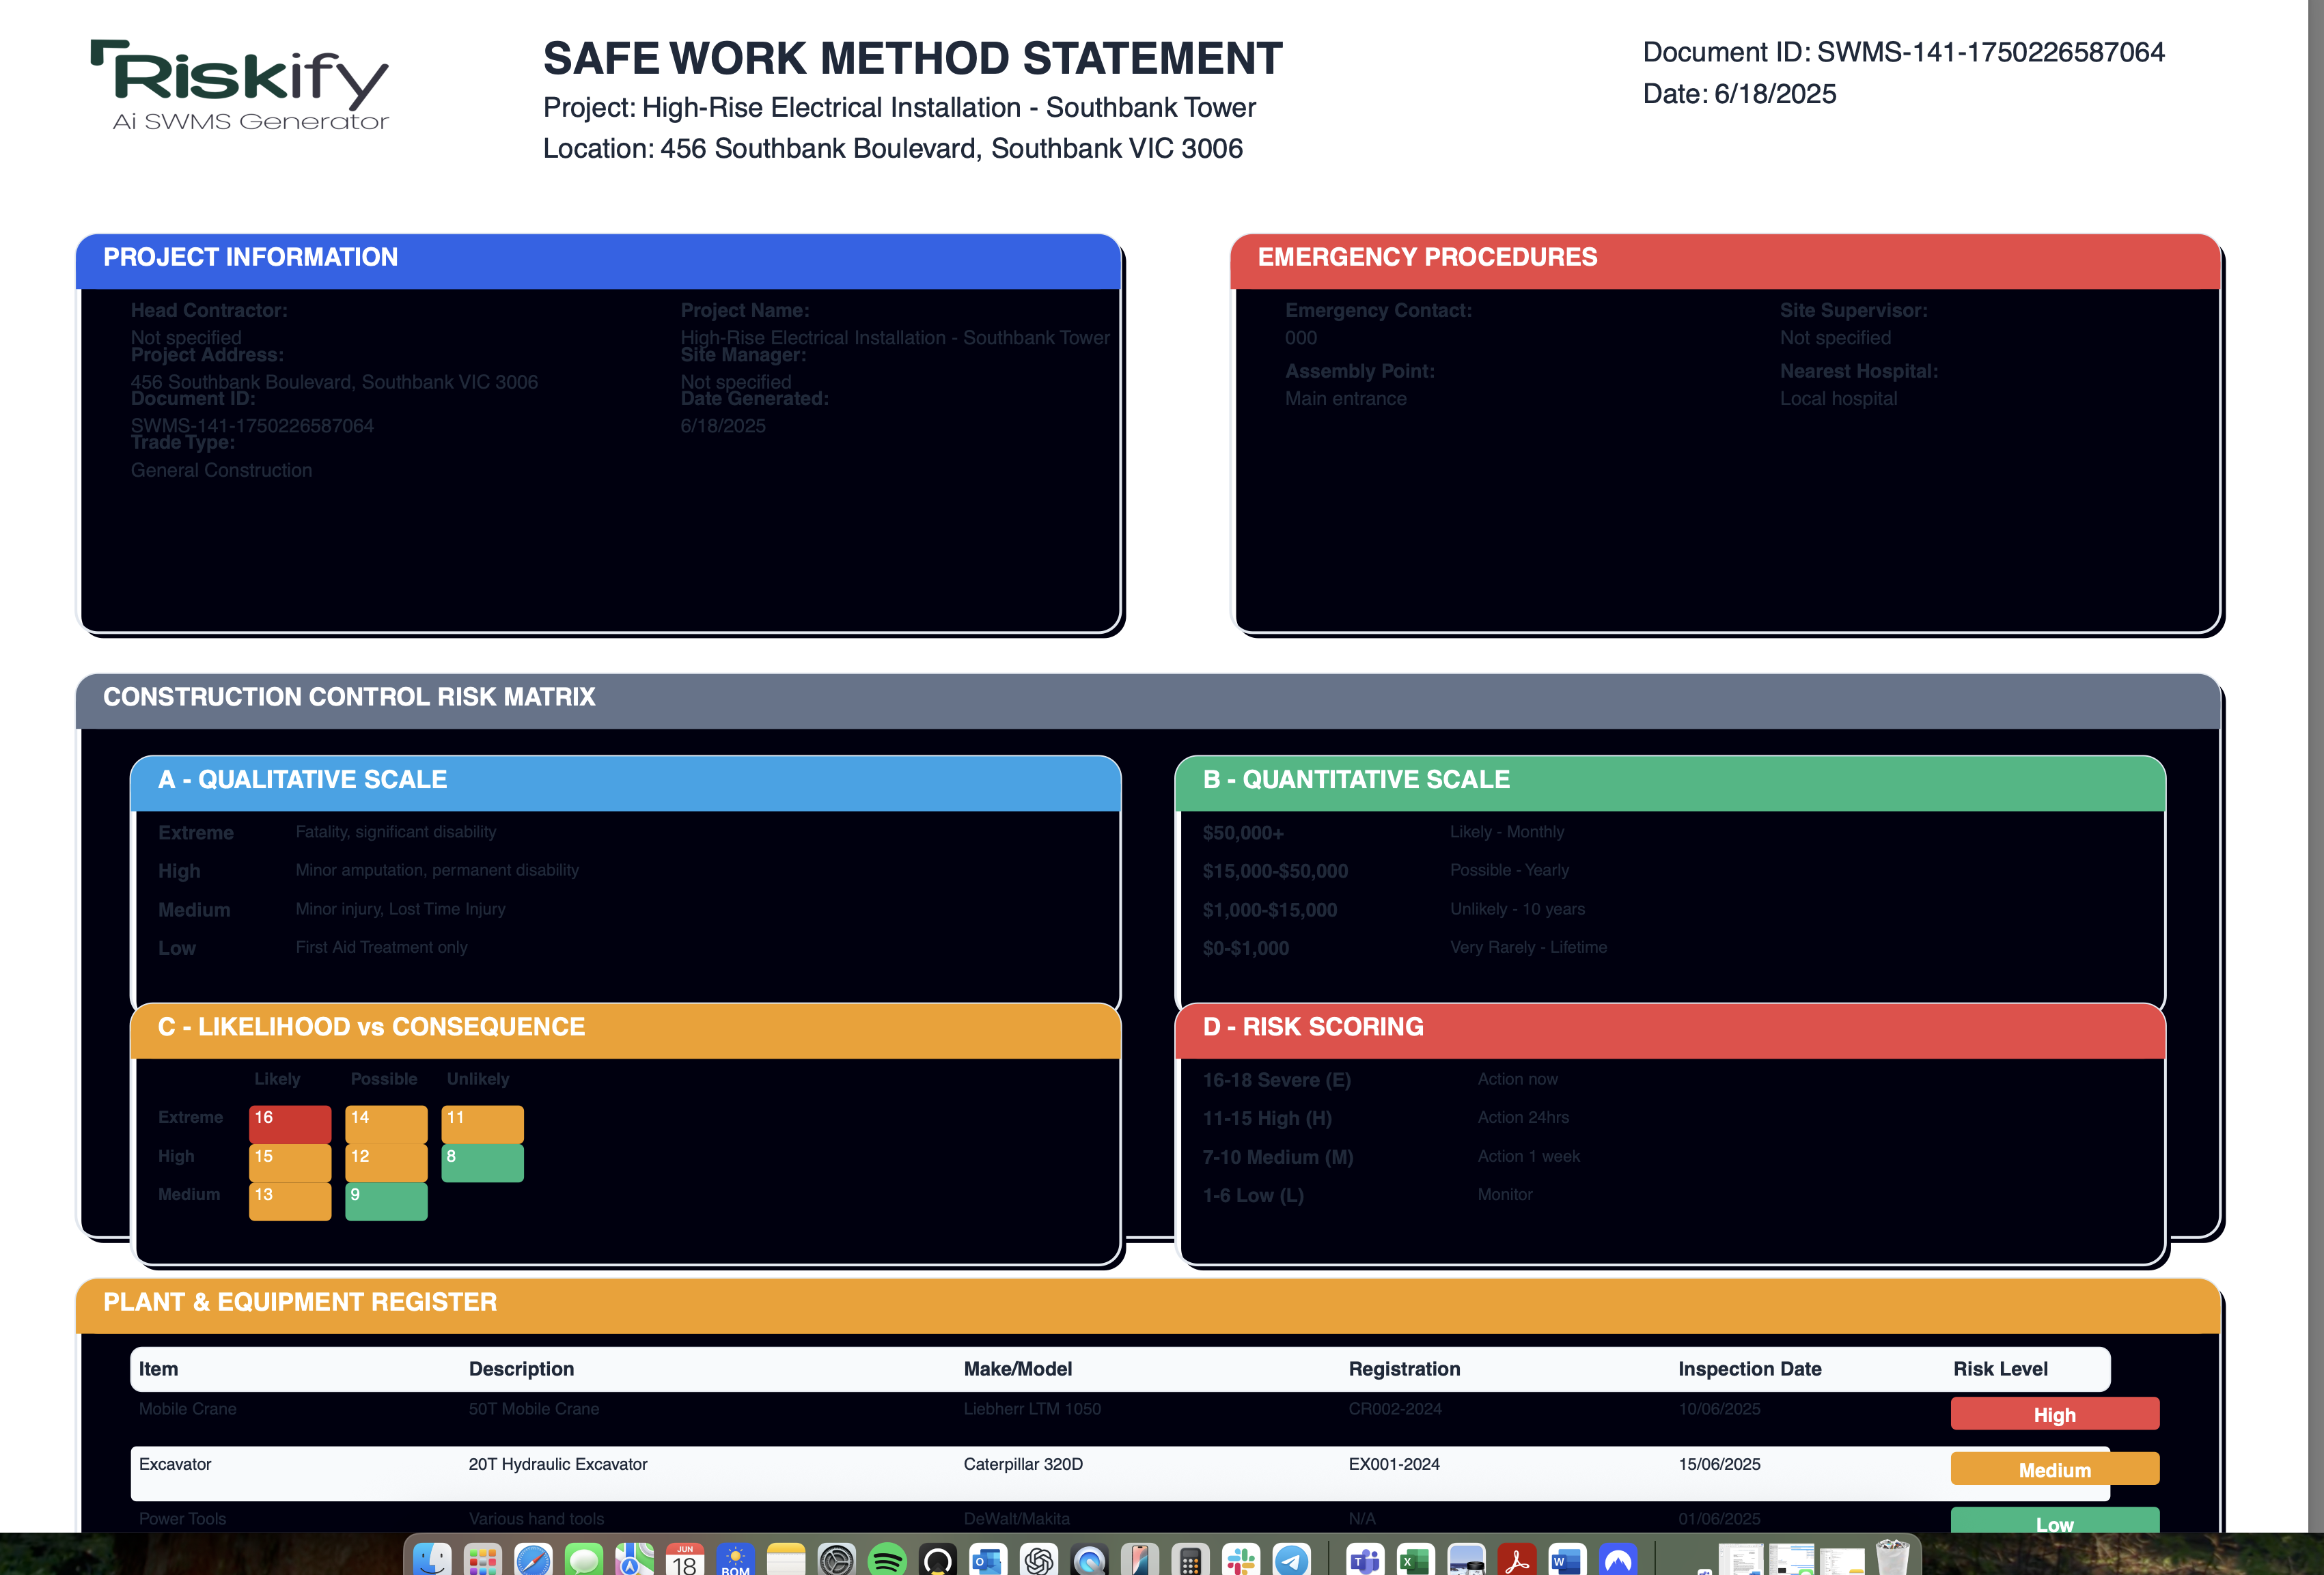 Riskify
Ai SWMS Generator
SAFE WORK METHOD STATEMENT
Project: High-Rise Electrical Installation - Southbank Tower
Location: 456 Southbank Boulevard, Southbank VIC 3006
Document ID: SWMS-141-1750226587064
Date: 6/18/2025
PROJECT INFORMATION
Head Contractor:
Not specified
Project Name:
High-Rise Electrical Installation - Southbank Tower
Project Address:
456 Southbank Boulevard, Southbank VIC 3006
Site Manager:
Not specified
Document ID:
SWMS-141-1750226587064
Date Generated:
6/18/2025
Trade Type:
General Construction
EMERGENCY PROCEDURES
Emergency Contact:
000
Site Supervisor:
Not specified
Assembly Point:
Main entrance
Nearest Hospital:
Local hospital
CONSTRUCTION CONTROL RISK MATRIX
A - QUALITATIVE SCALE
Extreme Fatality, significant disability
High Minor amputation, permanent disability
Medium Minor injury, Lost Time Injury
Low First Aid Treatment only
B - QUANTITATIVE SCALE
$50,000+ Likely - Monthly
$15,000-$50,000 Possible - Yearly
$1,000-$15,000 Unlikely - 10 years
$0-$1,000 Very Rarely - Lifetime
C - LIKELIHOOD vs CONSEQUENCE
Likely Possible Unlikely
Extreme 16 14 11
High 15 12 8
Medium 13 9
D - RISK SCORING
16-18 Severe (E) Action now
11-15 High (H) Action 24hrs
7-10 Medium (M) Action 1 week
1-6 Low (L) Monitor
PLANT & EQUIPMENT REGISTER
Item Description Make/Model Registration Inspection Date Risk Level
Mobile Crane 50T Mobile Crane Liebherr LTM 1050 CR002-2024 10/06/2025 High
Excavator 20T Hydraulic Excavator Caterpillar 320D EX001-2024 15/06/2025 Medium
Power Tools Various hand tools DeWalt/Makita N/A 01/06/2025 Low
JUN
18
BOM